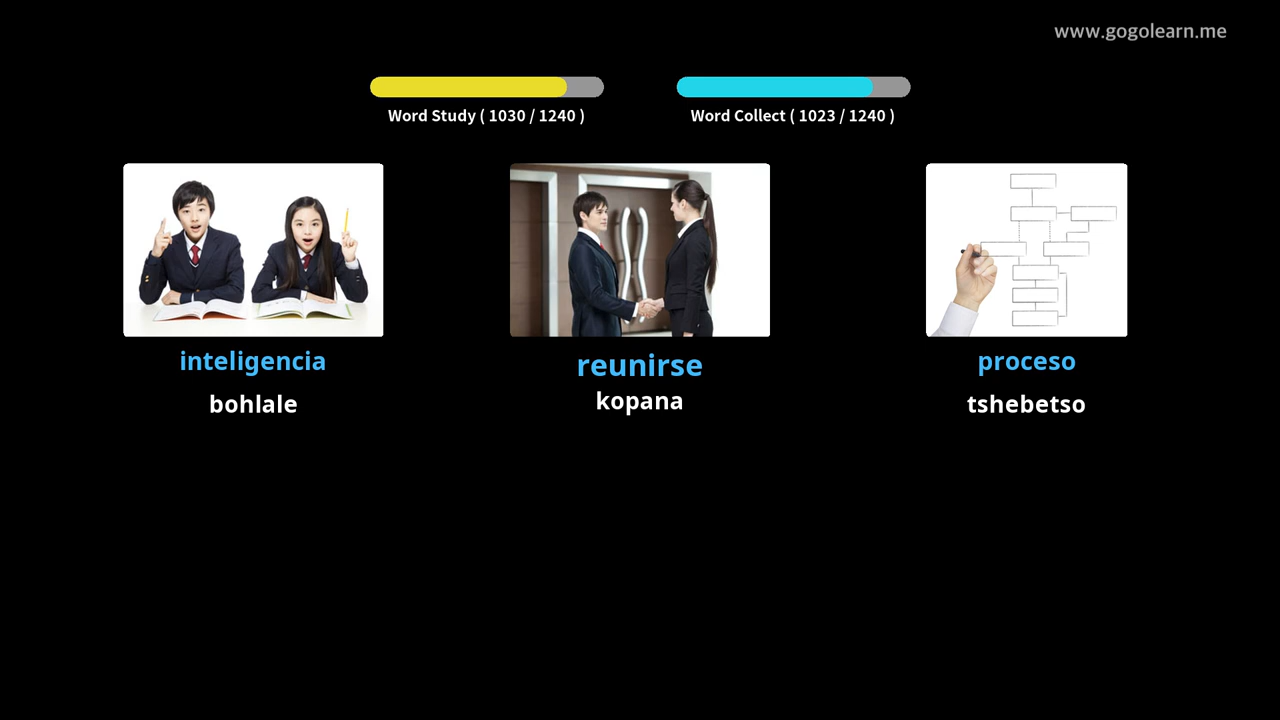 www.gogolearn.me
Word Study ( 1030 / 1240 )
Word Collect ( 1023 / 1240 )
inteligencia
bohlale
reunirse
kopana
proceso
tshebetso